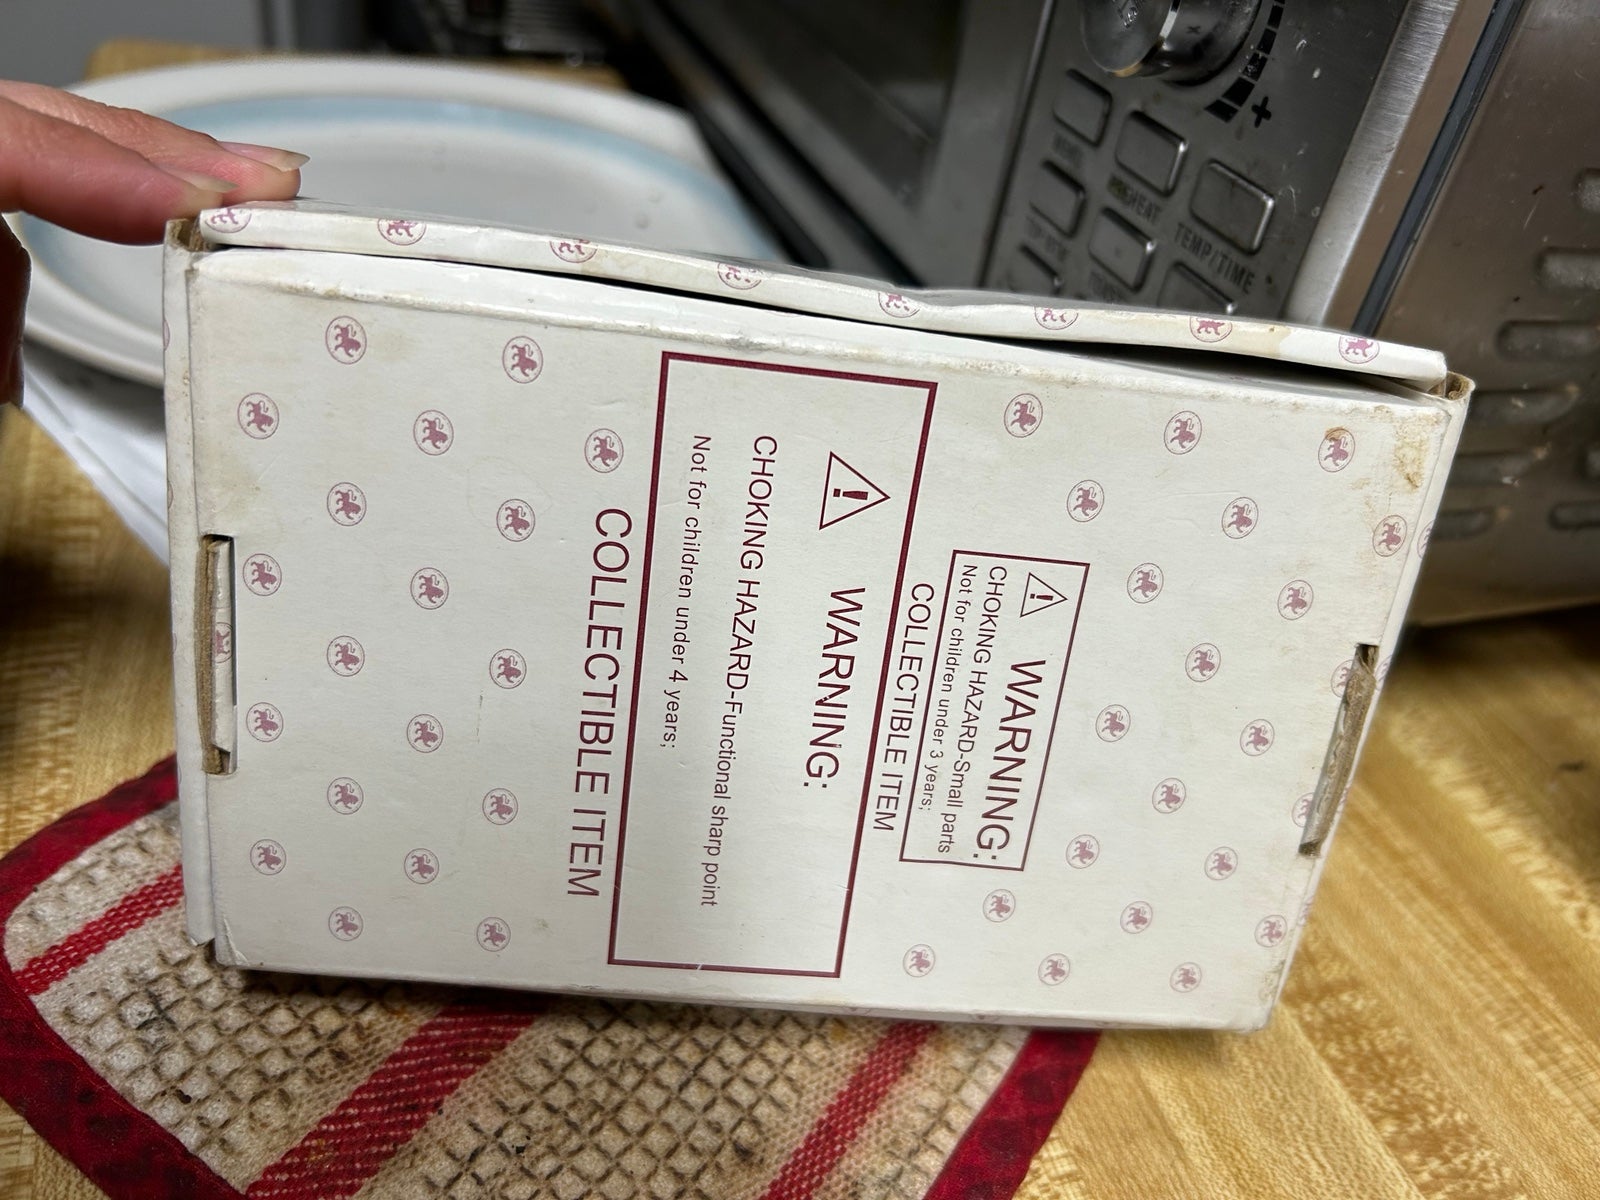 WARNING:
CHOKING HAZARD-Small parts
Not for children under 3 years;
COLLECTIBLE ITEM
WARNING:
CHOKING HAZARD-Functional sharp point
Not for children under 4 years;
COLLECTIBLE ITEM
+
TEMP/TIME